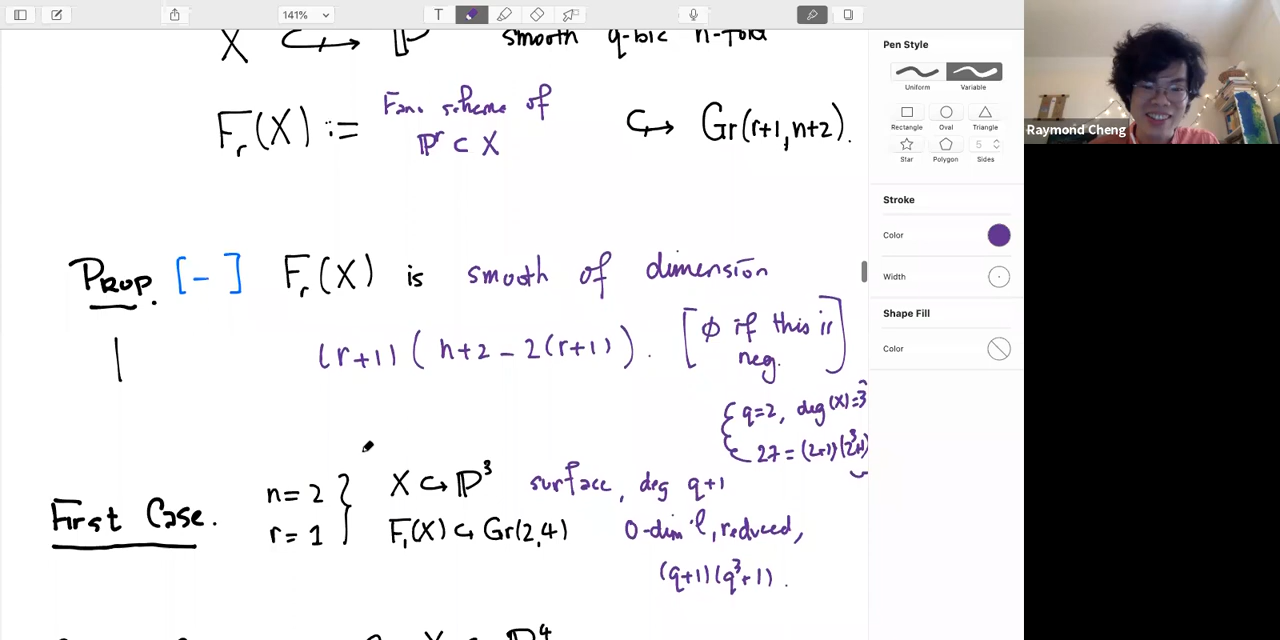 141%
T
X ↪ P smooth q-bic n-fold
F_r(X) := Fano scheme of P^r ⊂ X ↪ Gr(r+1, n+2).
Prop. [-] F_r(X) is smooth of dimension
(r+1)(n+2-2(r+1)). [∅ if this is neg.]
{ q=2, deg(X)=3
27=(2+1)(2^3+1)
First Case. n=2 } X ↪ P^3 surface, deg q+1
r=1 F_1(X) ↪ Gr(2,4) 0-dim'l, reduced,
(q+1)(q^3+1).
P^4
Pen Style
Uniform Variable
Rectangle Oval Triangle
5
Star Polygon Sides
Stroke
Color
Width
Shape Fill
Color
Raymond Cheng